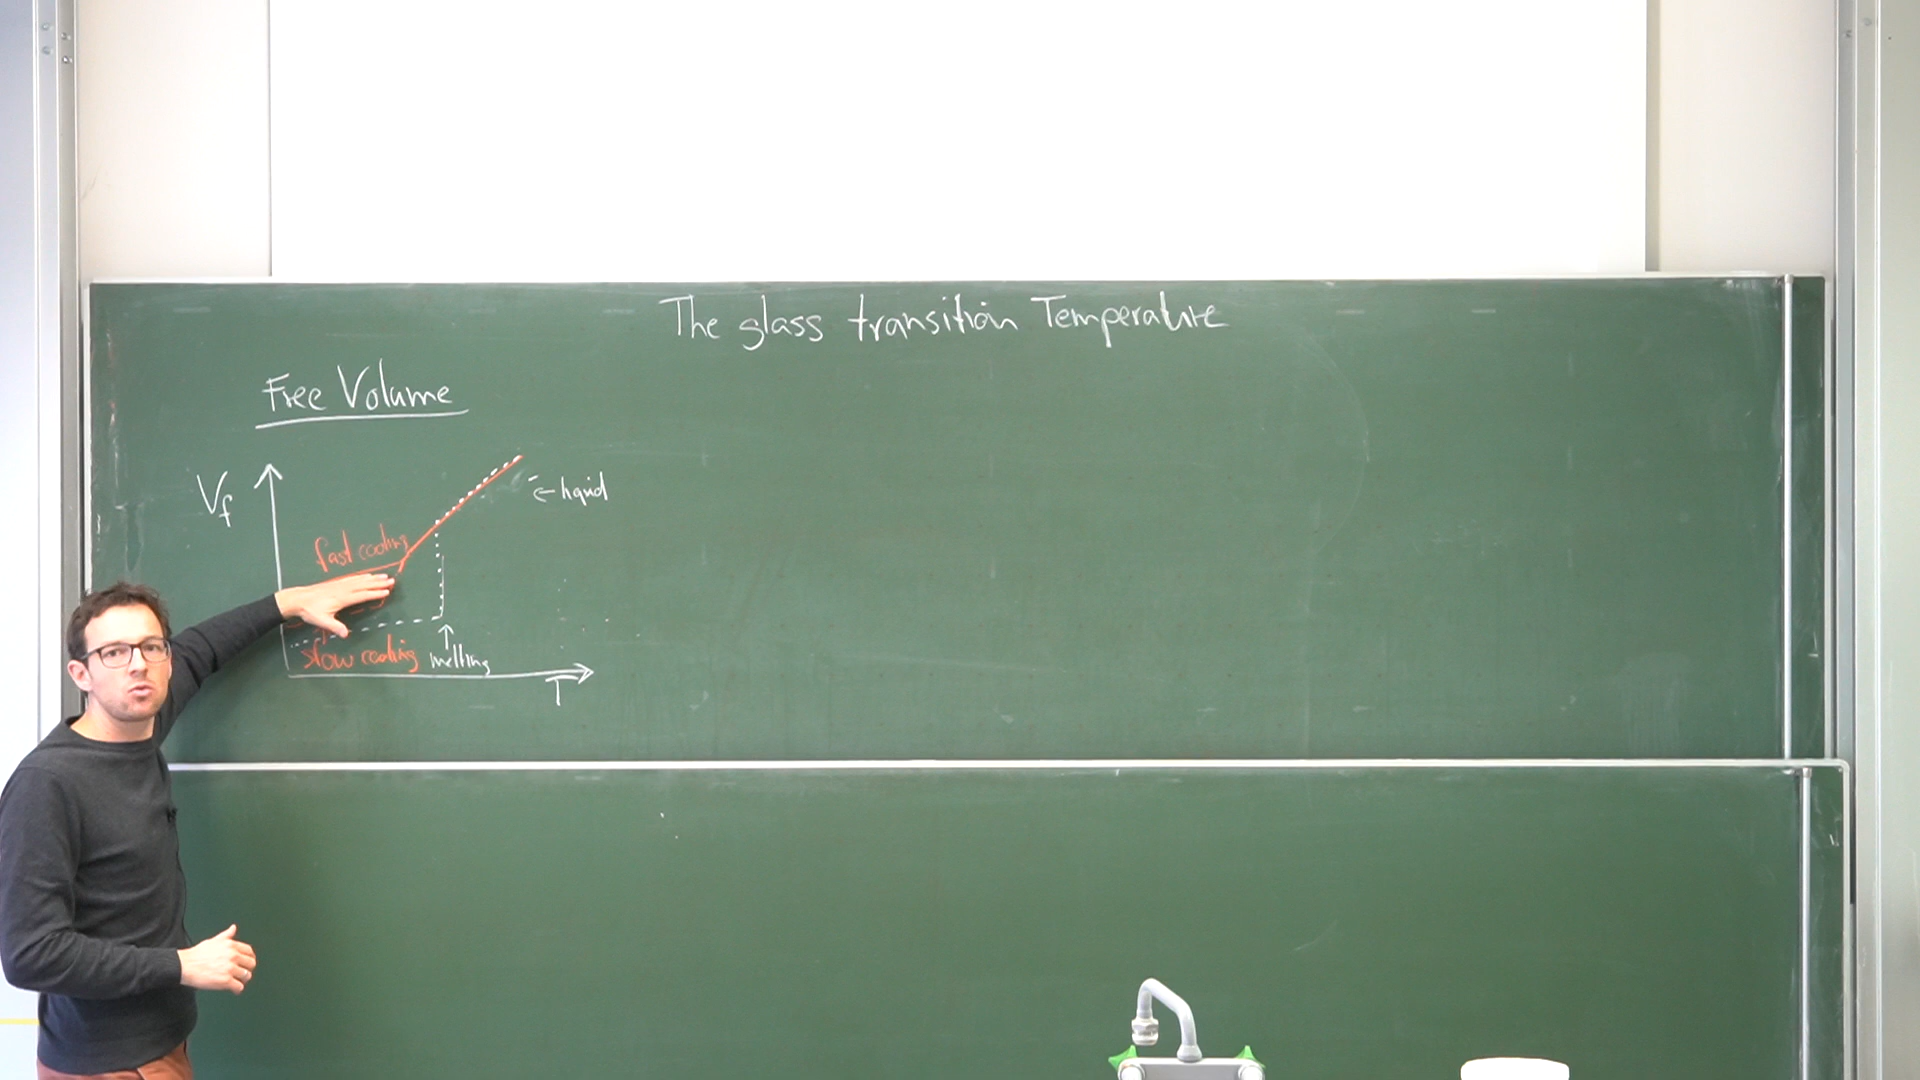 The glass transition Temperature
Free Volume
Vf
← liquid
fast cooling
slow cooling
melting
T